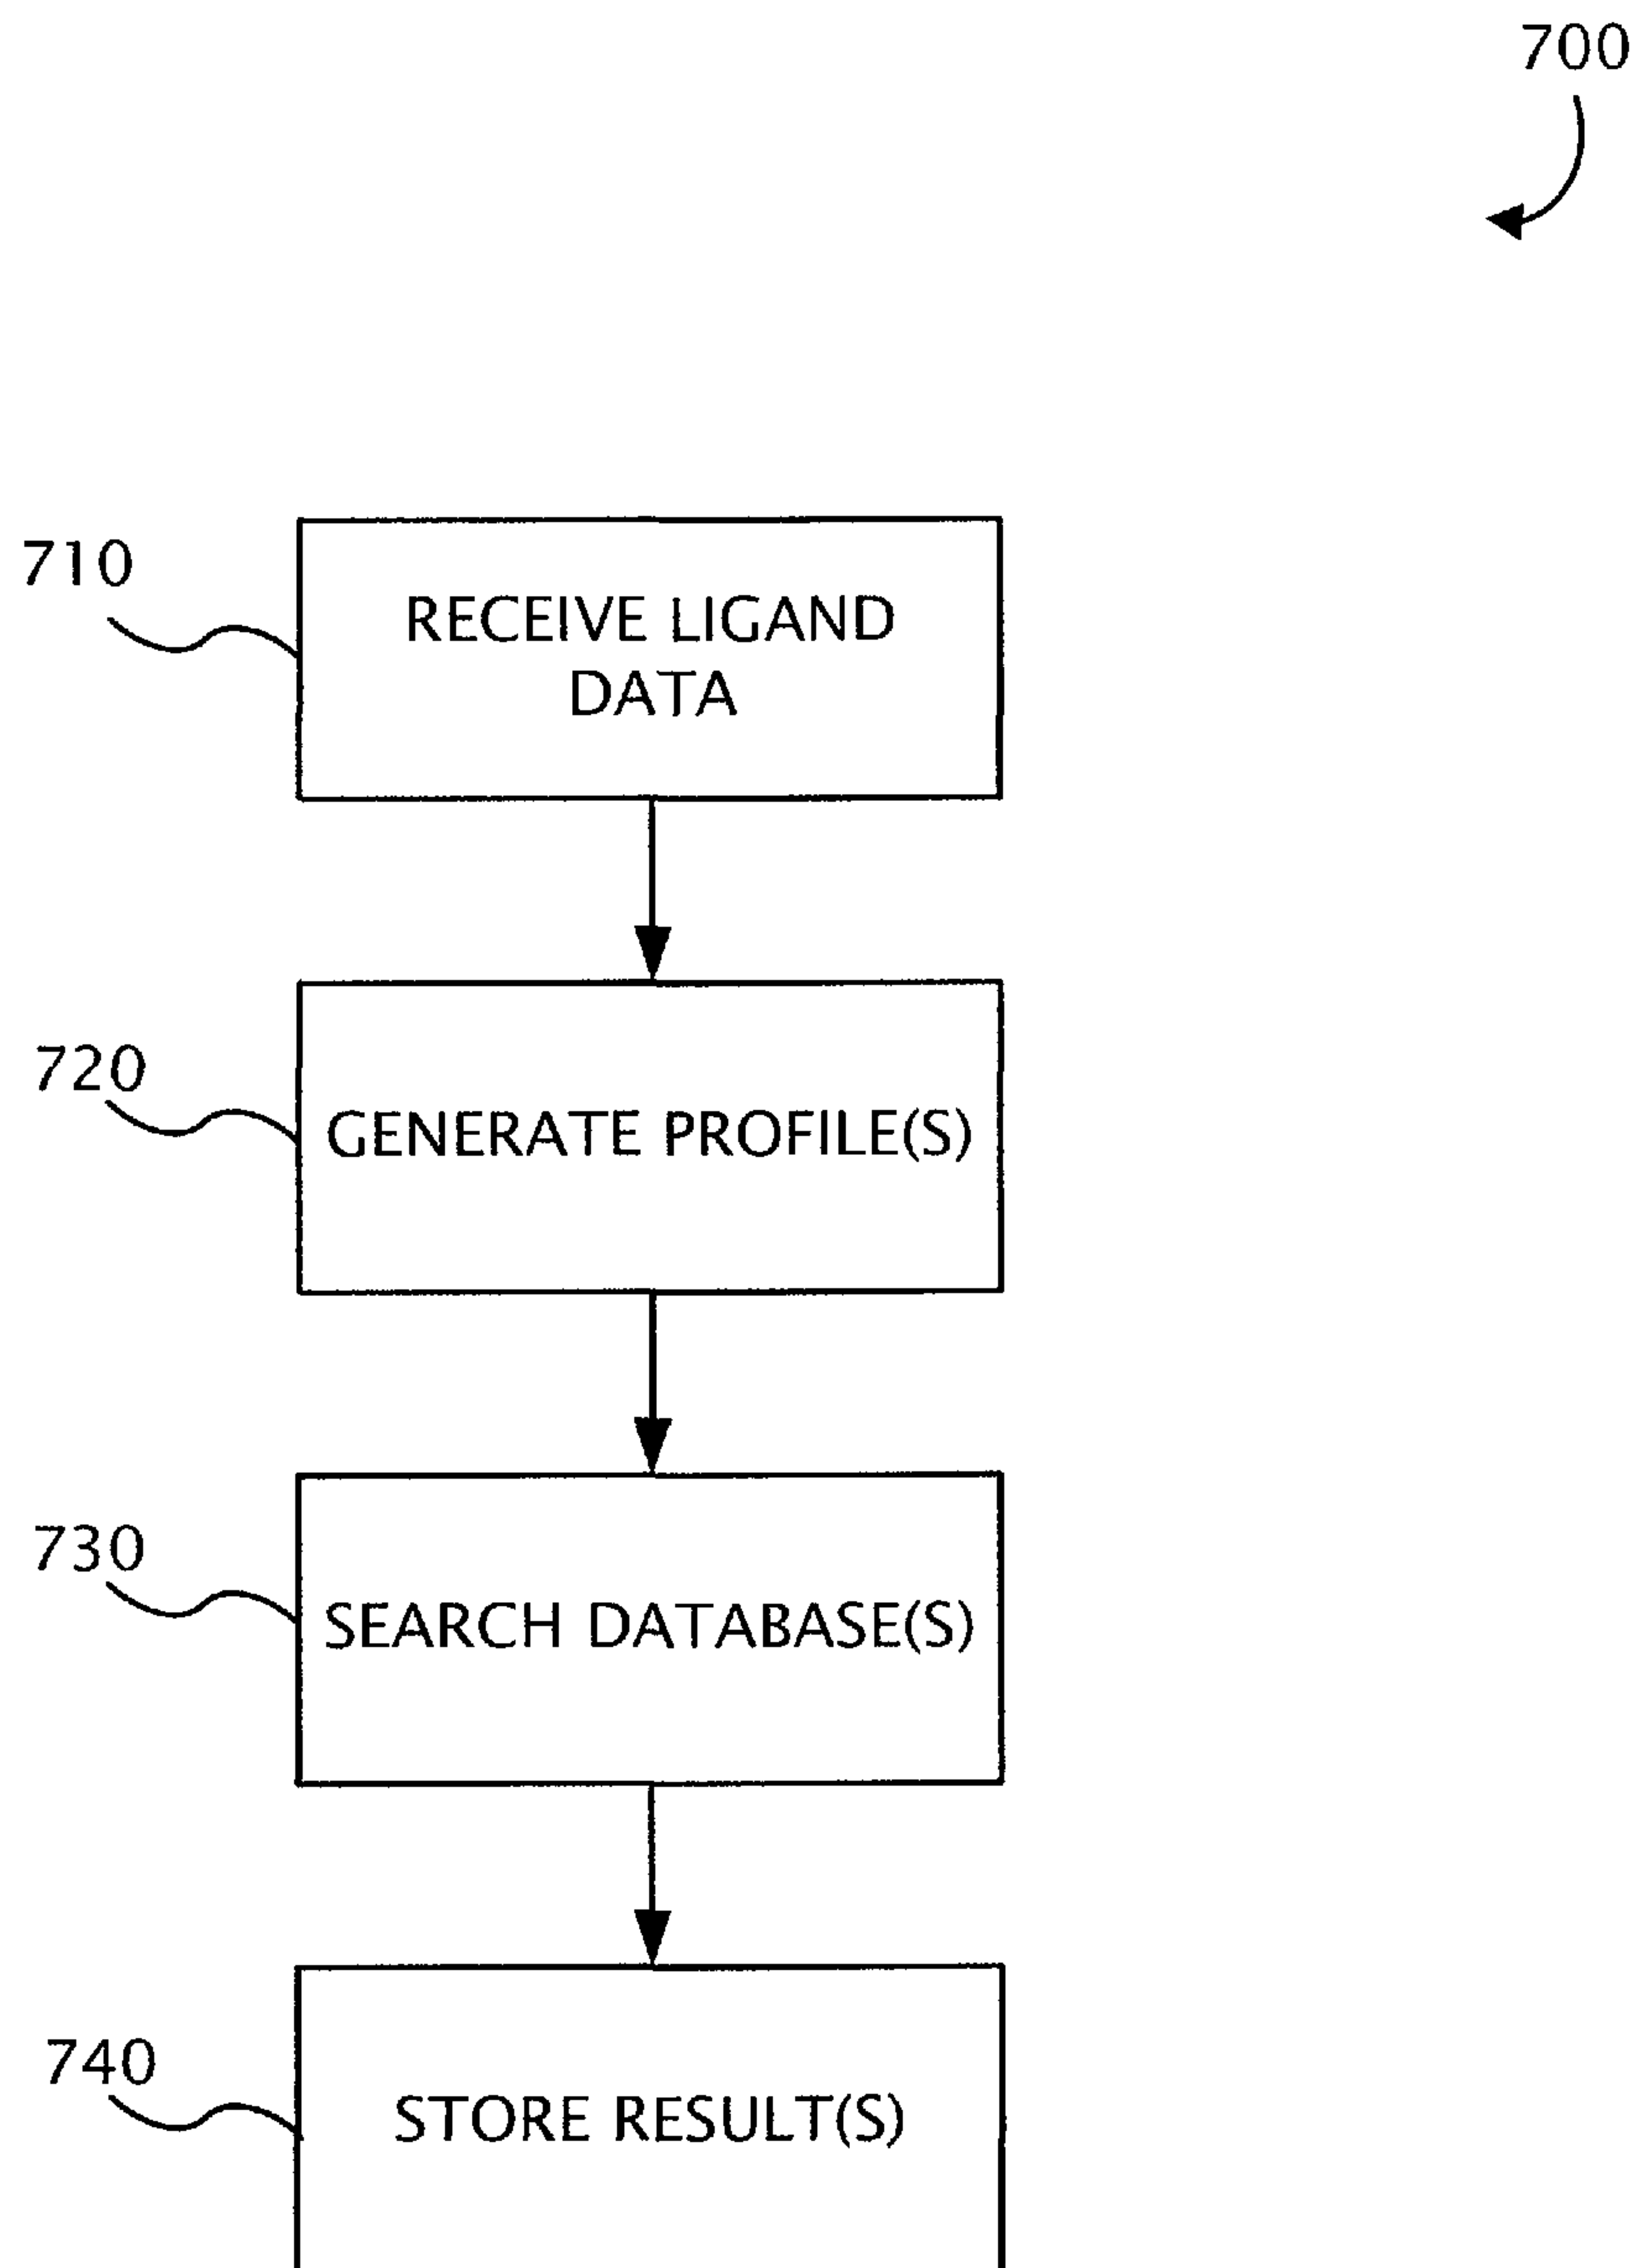 700
710
RECEIVE LIGAND
DATA
720
GENERATE PROFILE(S)
730
SEARCH DATABASE(S)
740
STORE RESULT(S)